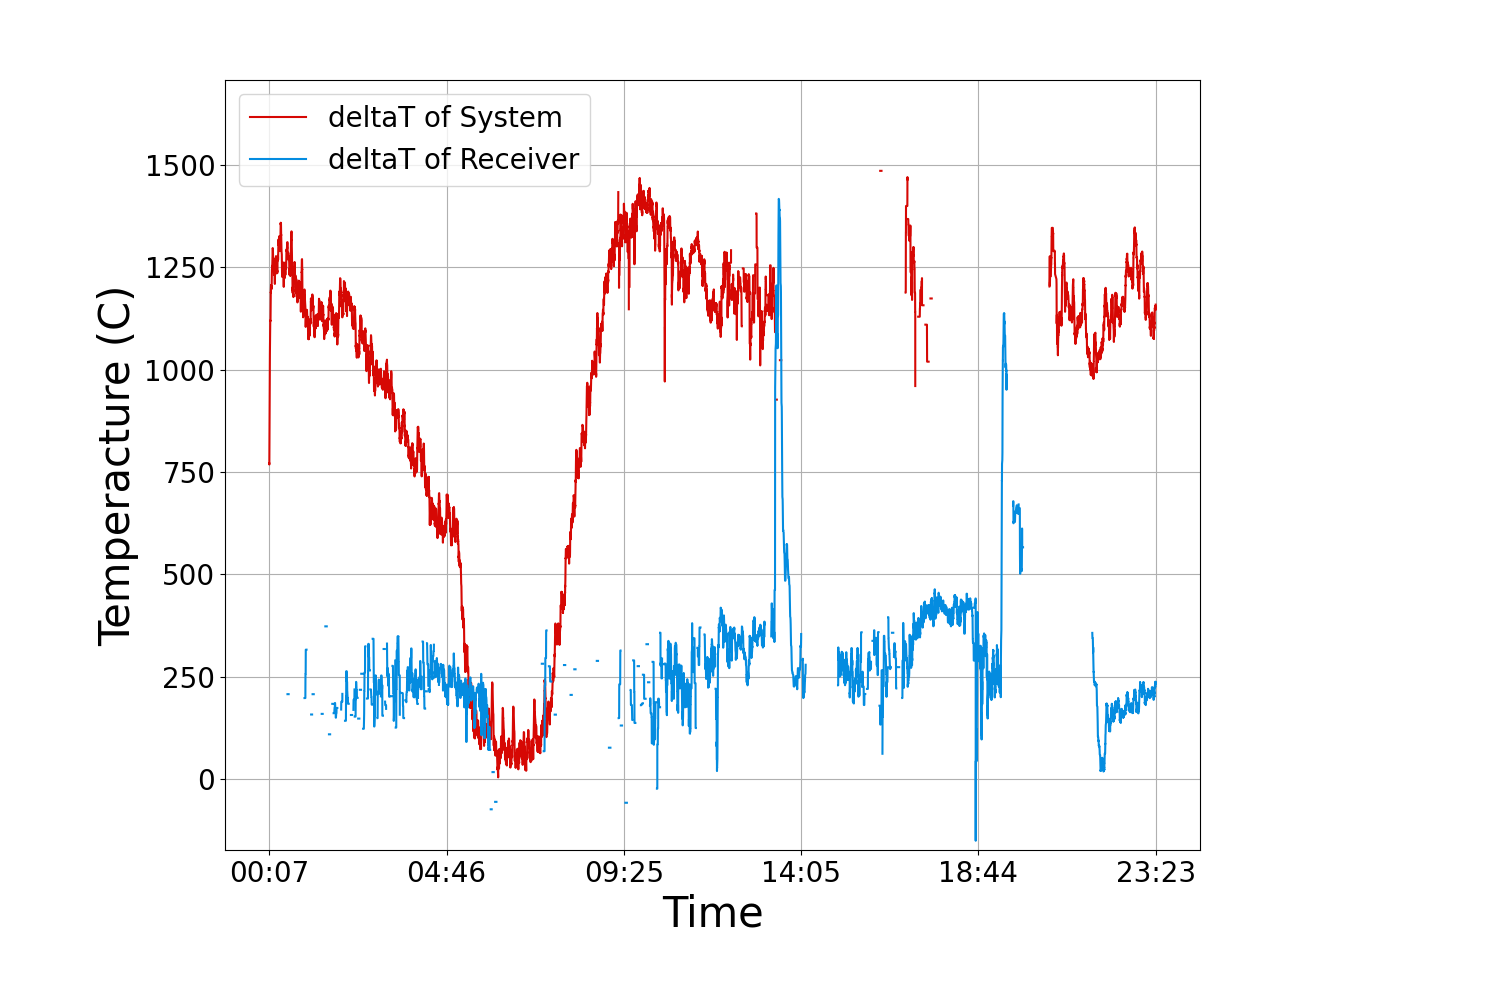 deltaT of System
deltaT of Receiver
1500
1250
1000
750
500
250
0
Temperacture (C)
00:07 04:46 09:25 14:05 18:44 23:23
Time